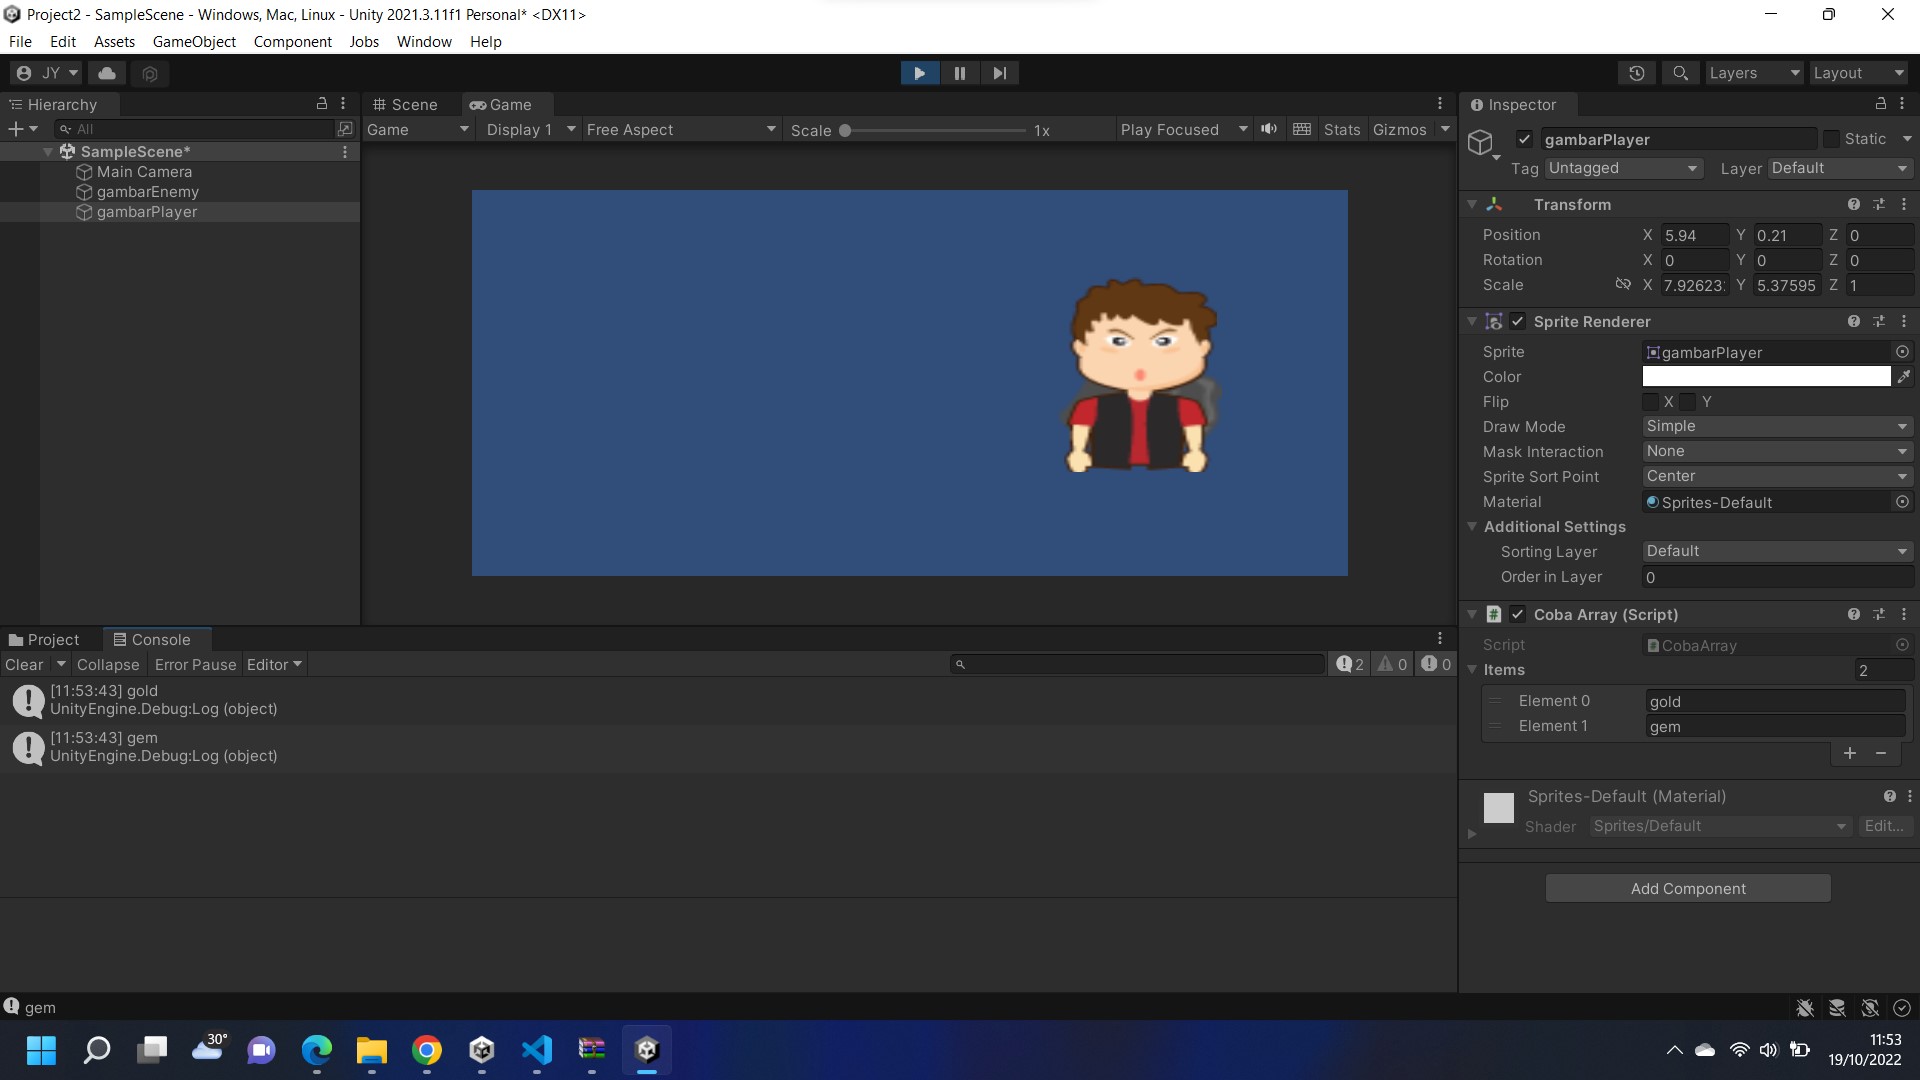 Project2 - SampleScene - Windows, Mac, Linux - Unity 2021.3.11f1 Personal* <DX11>
File Edit Assets GameObject Component Jobs Window Help
JY Layers Layout
Hierarchy
All
SampleScene*
Main Camera
gambarEnemy
gambarPlayer
Scene Game
Game Display 1 Free Aspect Scale 1x Play Focused Stats Gizmos
Project Console
Clear Collapse Error Pause Editor 2 0 0
[11:53:43] gold
UnityEngine.Debug:Log (object)
[11:53:43] gem
UnityEngine.Debug:Log (object)
Inspector
gambarPlayer Static
Tag Untagged Layer Default
Transform
Position X 5.94 Y 0.21 Z 0
Rotation X 0 Y 0 Z 0
Scale X 7.92623 Y 5.37595 Z 1
Sprite Renderer
Sprite gambarPlayer
Color
Flip X Y
Draw Mode Simple
Mask Interaction None
Sprite Sort Point Center
Material Sprites-Default
Additional Settings
Sorting Layer Default
Order in Layer 0
# Coba Array (Script)
Script CobaArray
Items 2
Element 0 gold
Element 1 gem
Sprites-Default (Material)
Shader Sprites/Default Edit...
Add Component
gem
30°
11:53
19/10/2022